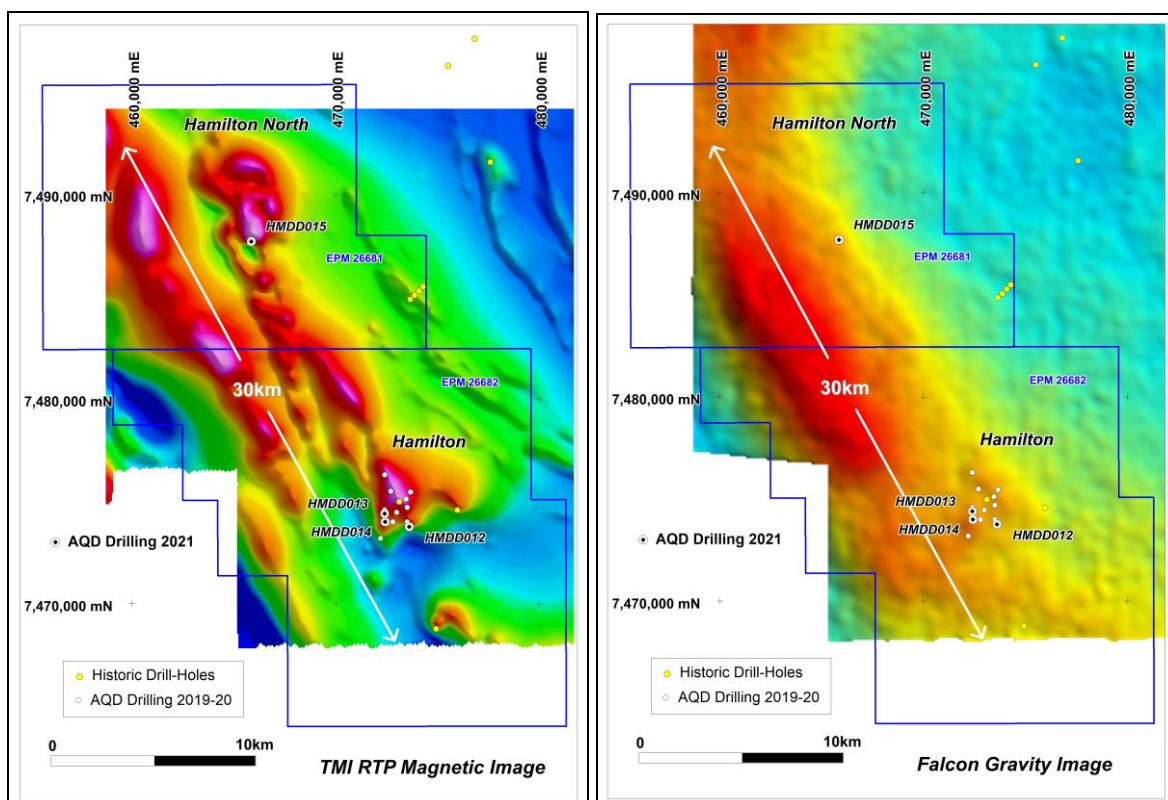 460,000 mE
470,000 mE
480,000 mE
Hamilton North
7,490,000 mN
HMDD015
EPM 26681
7,480,000 mN
30km
EPM 26682
Hamilton
HMDD013
HMDD014
HMDD012
AQD Drilling 2021
7,470,000 mN
Historic Drill-Holes
AQD Drilling 2019-20
0
10km
TMI RTP Magnetic Image
460,000 mE
470,000 mE
480,000 mE
Hamilton North
7,490,000 mN
HMDD015
EPM 26681
7,480,000 mN
30km
EPM 26682
Hamilton
HMDD013
HMDD014
HMDD012
AQD Drilling 2021
7,470,000 mN
Historic Drill-Holes
AQD Drilling 2019-20
0
10km
Falcon Gravity Image